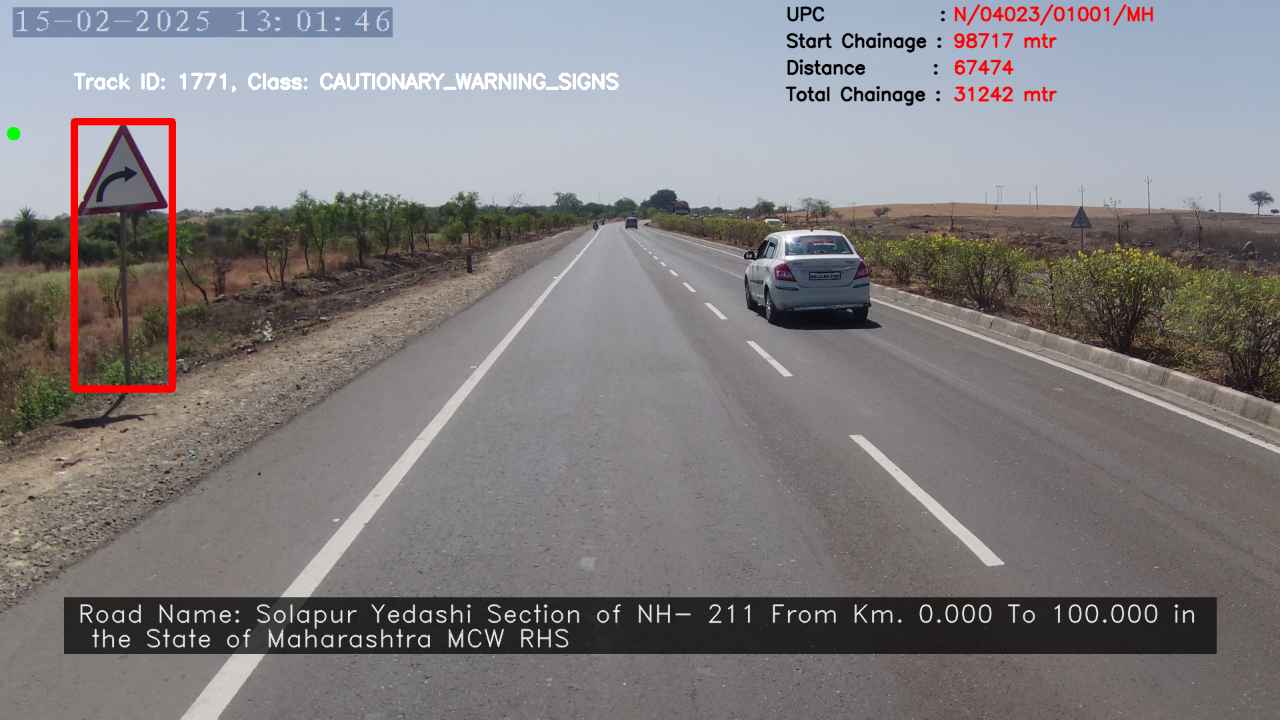 15-02-2025 13:01:46
UPC : N/04023/01001/MH
Start Chainage : 98717 mtr
Distance : 67474
Total Chainage : 31242 mtr
Track ID: 1771, Class: CAUTIONARY_WARNING_SIGNS
Road Name: Solapur Yedashi Section of NH- 211 From Km. 0.000 To 100.000 in
the State of Maharashtra MCW RHS